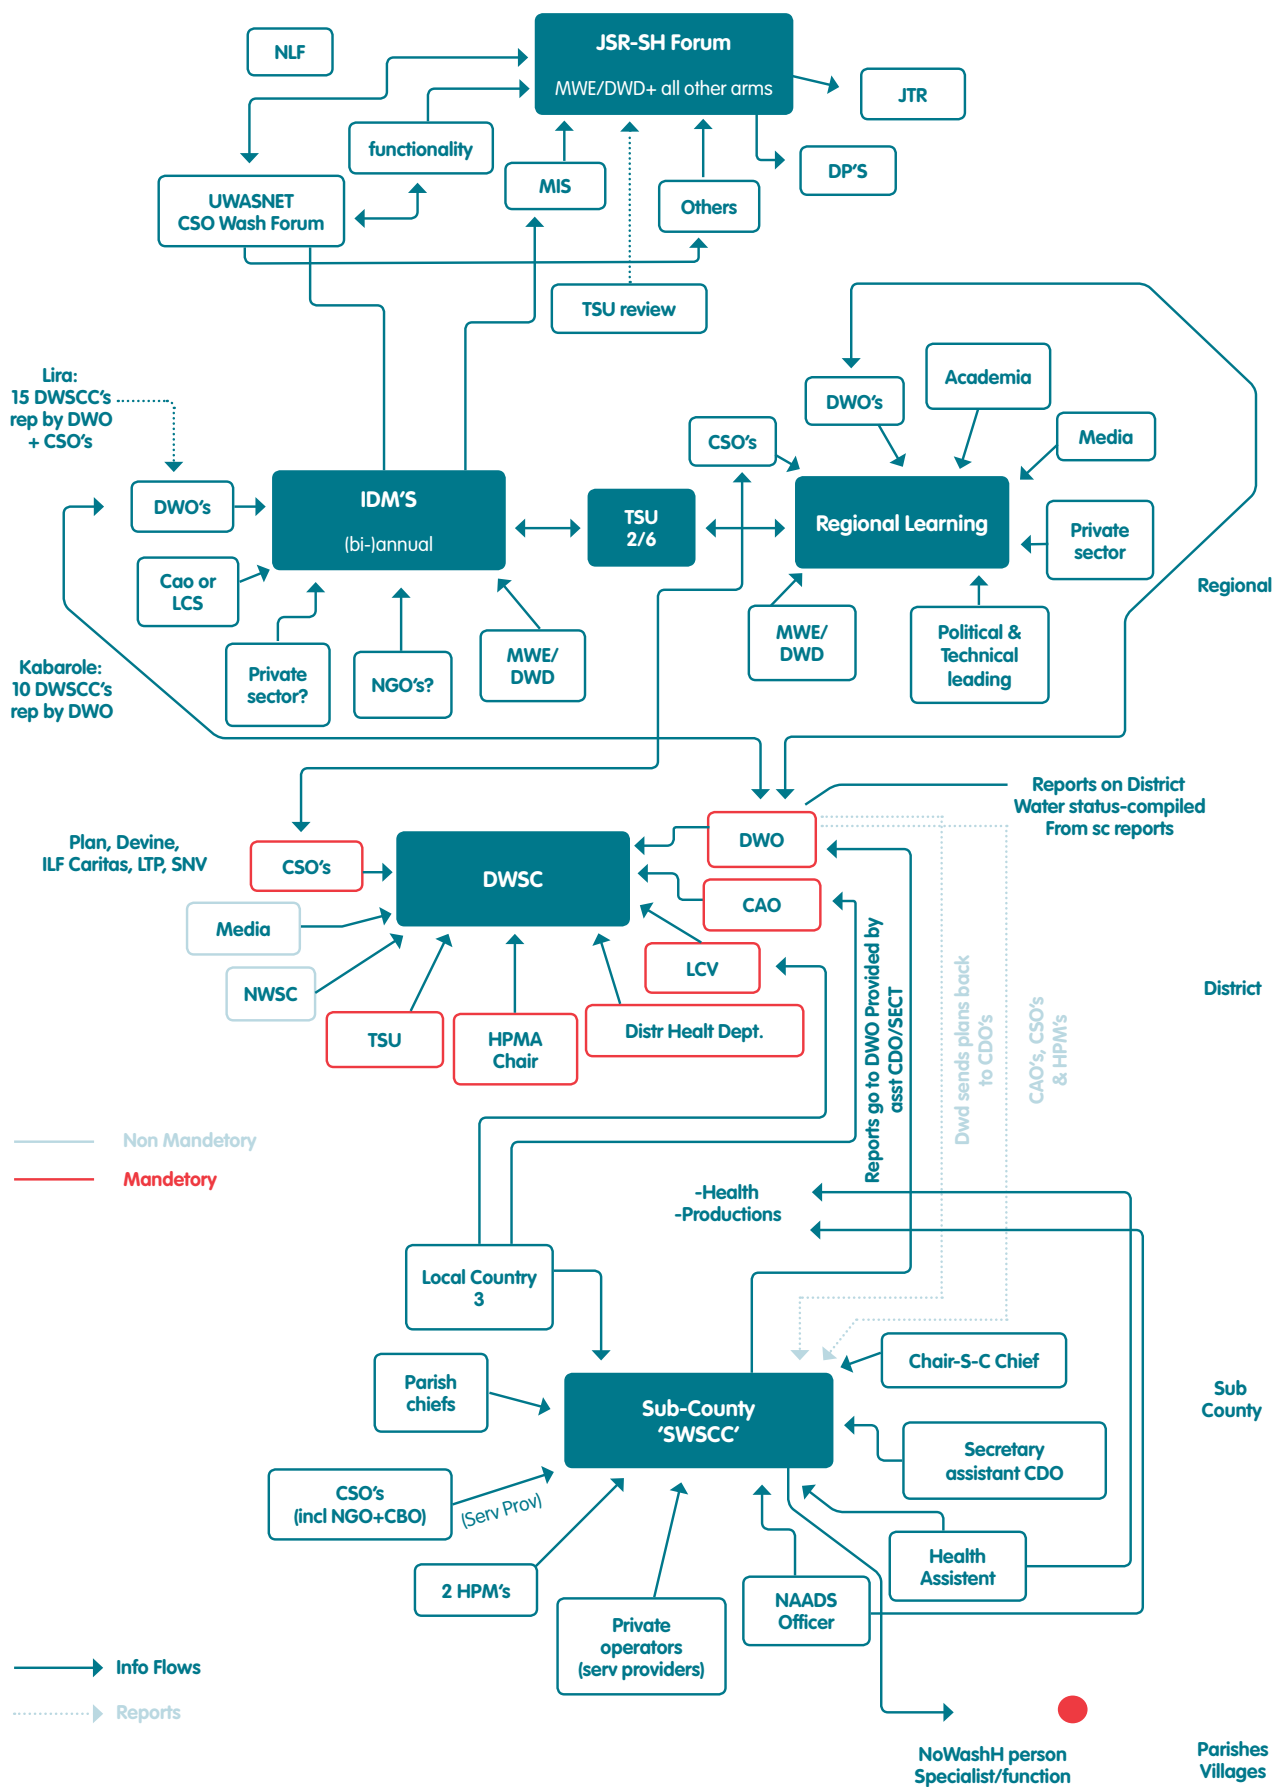 NLF
JSR-SH Forum
MWE/DWD+ all other arms
JTR
functionality
DP'S
MIS
UWASNET
CSO Wash Forum
Others
TSU review
Lira:
15 DWSCC's
rep by DWO
+ CSO's
DWO's
Academia
CSO's
Media
DWO's
IDM'S
(bi-)annual
TSU
2/6
Regional Learning
Private
sector
Cao or
LCS
Regional
Kabarole:
10 DWSCC's
rep by DWO
Private
sector?
NGO's?
MWE/
DWD
MWE/
DWD
Political &
Technical
leading
Reports on District
Water status-compiled
From sc reports
Plan, Devine,
ILF Caritas, LTP, SNV
CSO's
DWSC
DWO
CAO
Media
LCV
NWSC
TSU
HPMA
Chair
Distr Healt Dept.
Reports go to DWO Provided by
asst CDO/SECT
Dwd sends plans back
to CDO's
CAO's, CSO's
& HPM's
District
Non Mandetory
Mandetory
-Health
-Productions
Local Country
3
Chair-S-C Chief
Parish
chiefs
Sub-County
'SWSCC'
Sub
County
Secretary
assistant CDO
CSO's
(incl NGO+CBO)
(Serv Prov)
Health
Assistent
2 HPM's
NAADS
Officer
Private
operators
(serv providers)
Info Flows
Reports
NoWashH person
Specialist/function
Parishes
Villages